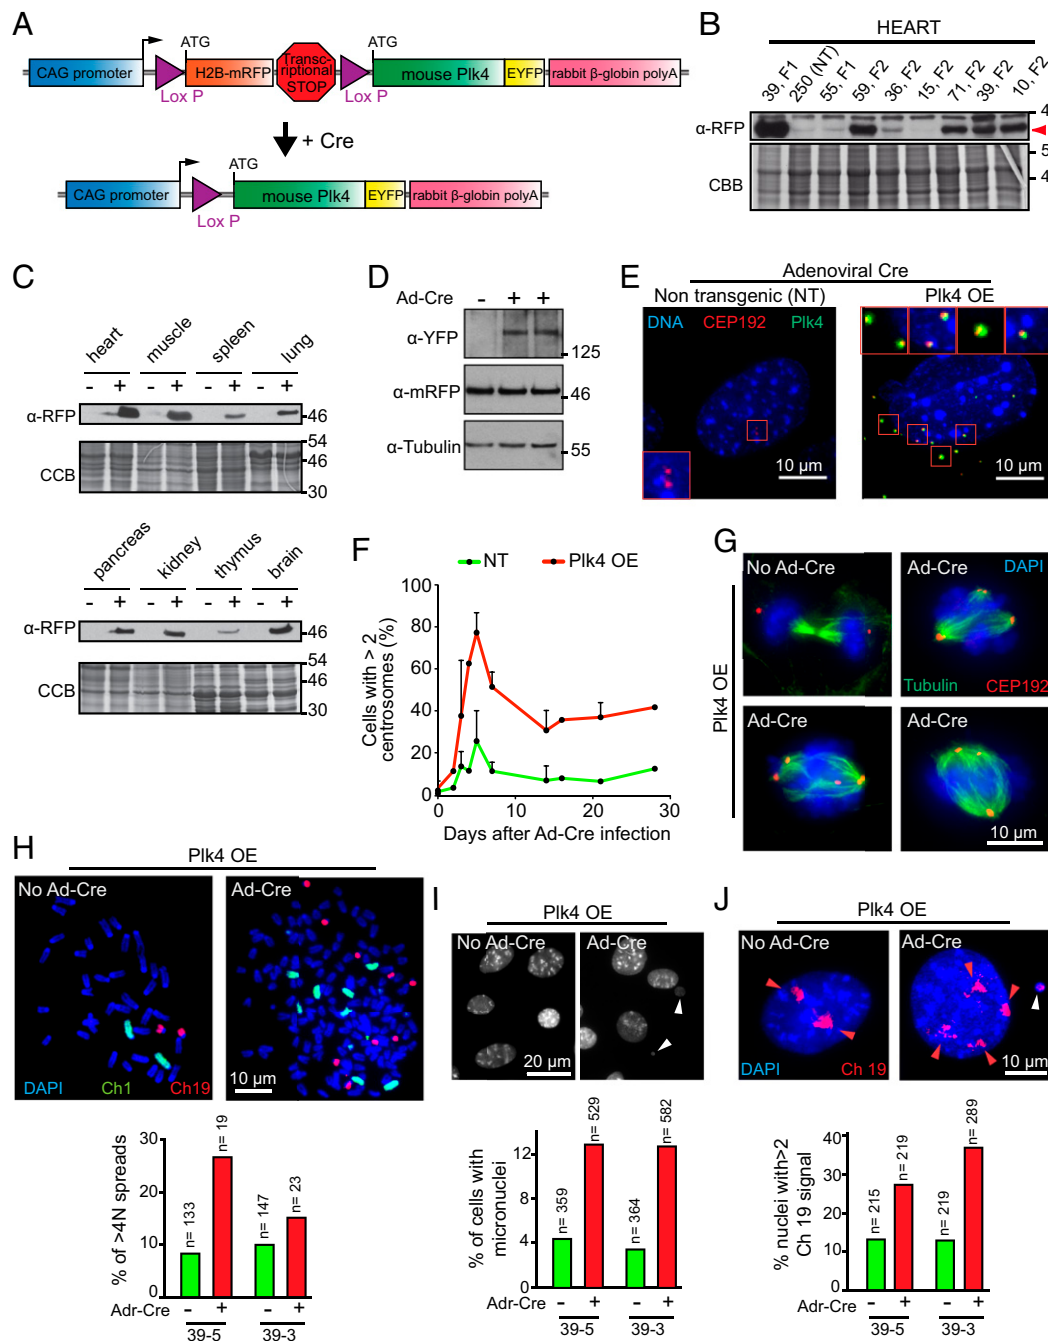 A
ATG
ATG
CAG promoter
H2B-mRFP
Transc-
riptional
STOP
mouse Plk4
EYFP
rabbit β-globin polyA
Lox P
Lox P
+ Cre
ATG
CAG promoter
mouse Plk4
EYFP
rabbit β-globin polyA
Lox P
B
HEART
39, F1
250 (NT)
55, F1
59, F2
36, F2
15, F2
71, F2
39, F2
10, F2
α-RFP
4
5
4
CBB
C
heart
muscle
spleen
lung
- + - + - + - +
α-RFP
46
54
46
30
CCB
pancreas
kidney
thymus
brain
- + - + - + - +
α-RFP
46
54
46
30
CCB
D
Ad-Cre - + +
α-YFP
125
α-mRFP
46
α-Tubulin
55
E
Adenoviral Cre
Non transgenic (NT)
Plk4 OE
DNA CEP192 Plk4
10 µm
10 µm
F
NT
Plk4 OE
Cells with > 2
centrosomes (%)
100
80
60
40
20
0
0 10 20 30
Days after Ad-Cre infection
G
Plk4 OE
No Ad-Cre
Ad-Cre
DAPI
Tubulin
CEP192
Ad-Cre
Ad-Cre
10 µm
H
Plk4 OE
No Ad-Cre
Ad-Cre
DAPI
Ch1
Ch19
10 µm
% of >4N spreads
30
20
10
0
n= 133
n= 19
n= 147
n= 23
Adr-Cre - + - +
39-5
39-3
I
Plk4 OE
No Ad-Cre
Ad-Cre
20 µm
% of cells with
micronuclei
12
8
4
0
n= 359
n= 529
n= 364
n= 582
Adr-Cre - + - +
39-5
39-3
J
Plk4 OE
No Ad-Cre
Ad-Cre
DAPI
Ch 19
10 µm
% nuclei with>2
Ch 19 signal
40
30
20
10
0
n= 215
n= 219
n= 219
n= 289
Adr-Cre - + - +
39-5
39-3